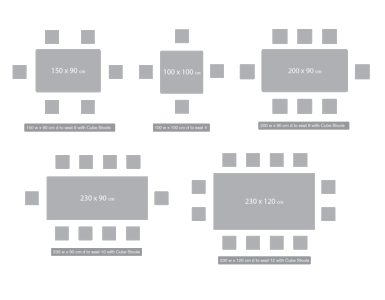 150 x 90 cm
100 x 100 cm
200 x 90 cm
150 w x 90 cm d to seat 6 with Cube Stools
100 w x 100 cm d to seat 4
200 w x 90 cm d to seat 8 with Cube Stools
230 x 90 cm
230 x 120 cm
230 w x 90 cm d to seat 10 with Cube Stools
230 w x 120 cm d to seat 12 with Cube Stools